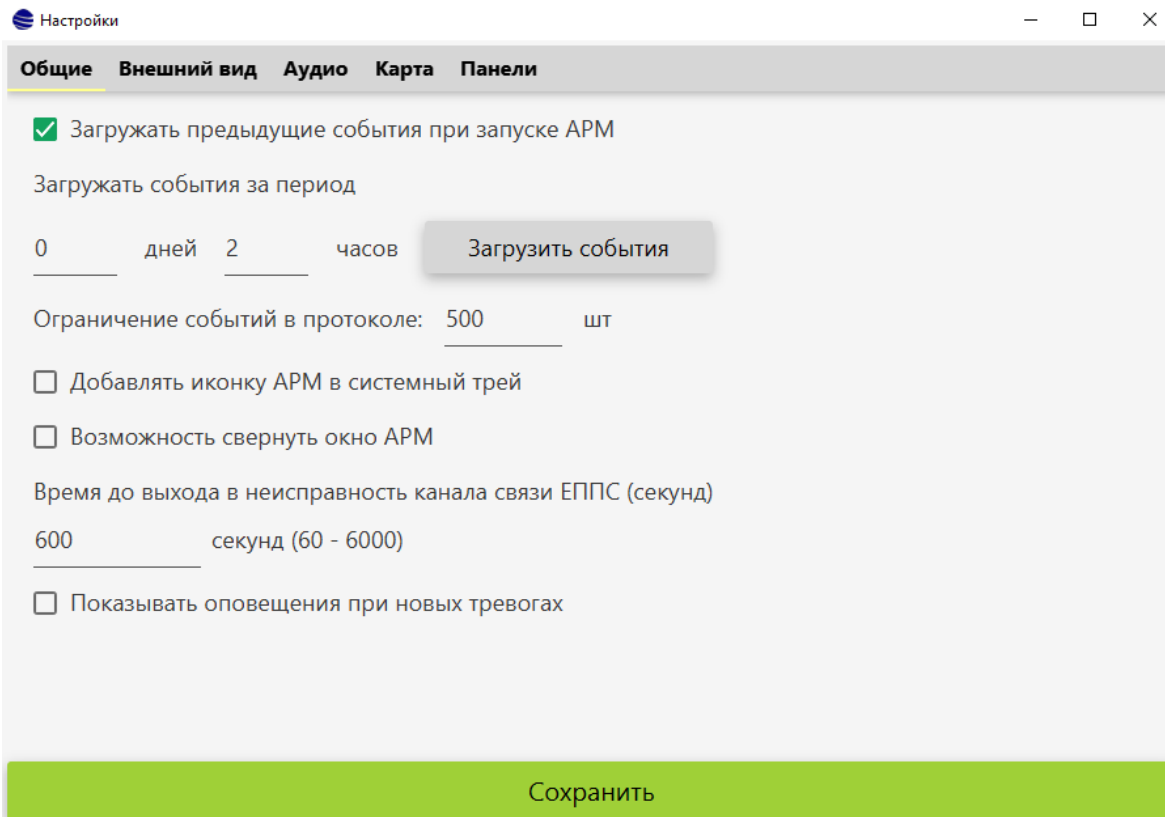 Настройки
Общие Внешний вид Аудио Карта Панели
Загружать предыдущие события при запуске АРМ
Загружать события за период
0 дней 2 часов Загрузить события
Ограничение событий в протоколе: 500 шт
Добавлять иконку АРМ в системный трей
Возможность свернуть окно АРМ
Время до выхода в неисправность канала связи ЕППС (секунд)
600 секунд (60 - 6000)
Показывать оповещения при новых тревогах
Сохранить